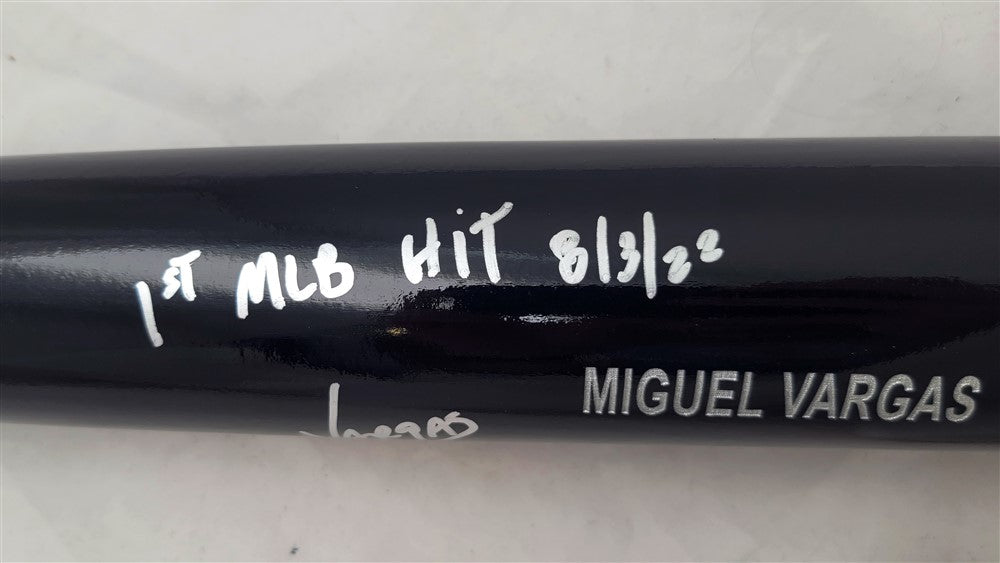 1ST MLB HiT 8/3/22
MIGUEL VARGAS
Vargas